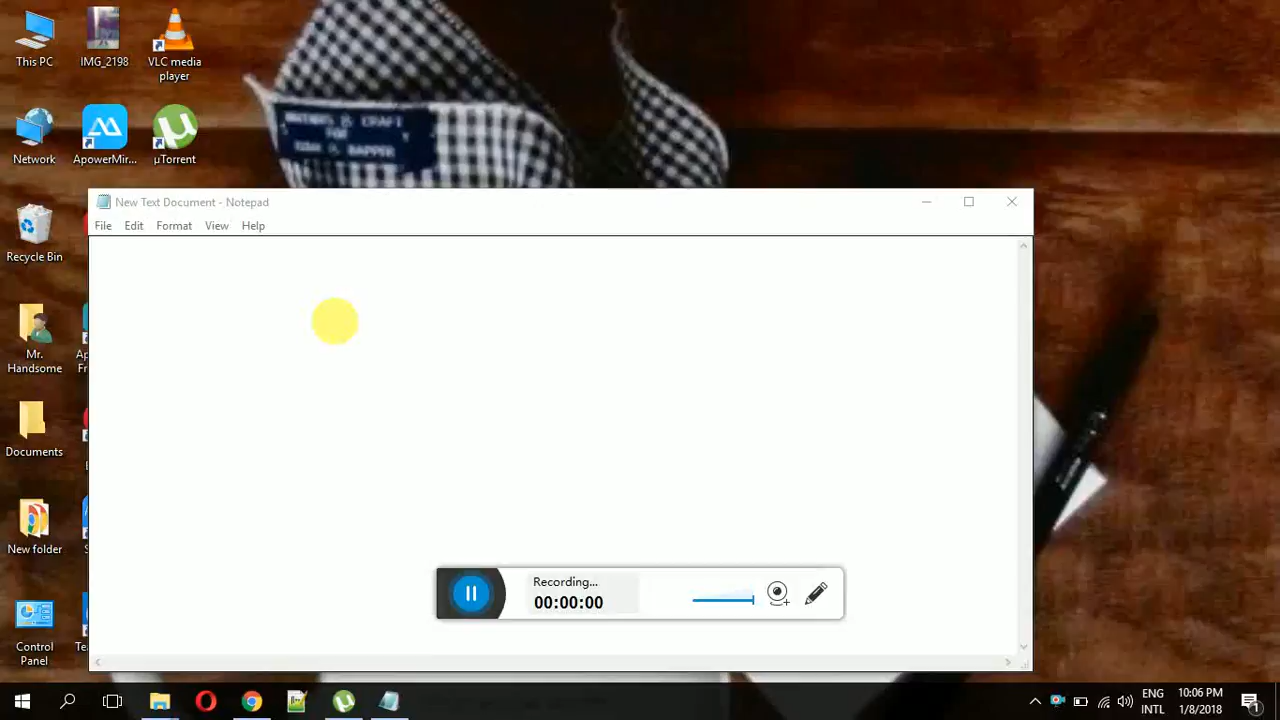 This PC
IMG_2198
VLC media
player
Network
ApowerMir...
µTorrent
New Text Document - Notepad
File Edit Format View Help
Recycle Bin
Mr.
Handsome
Documents
New folder
Control
Panel
Recording...
00:00:00
ENG
INTL
10:06 PM
1/8/2018
1